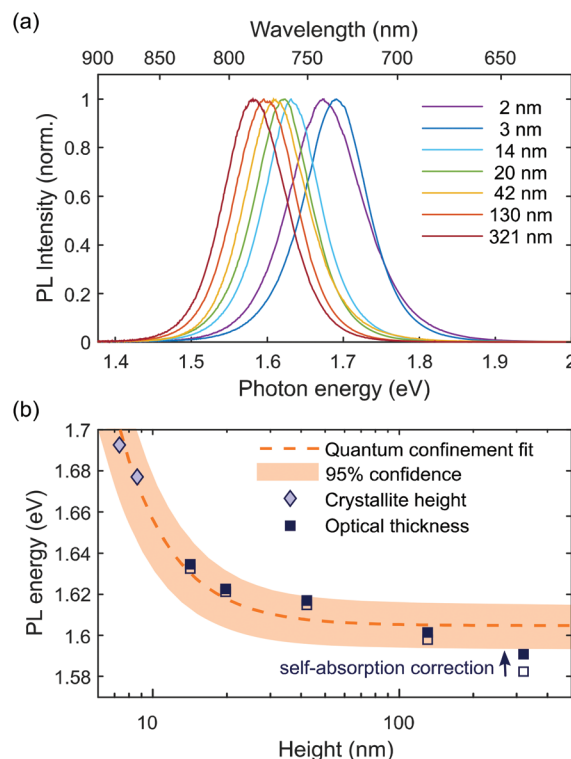 (a)
Wavelength (nm)
900 850 800 750 700 650
PL Intensity (norm.)
1
0.8
0.6
0.4
0.2
0
2 nm
3 nm
14 nm
20 nm
42 nm
130 nm
321 nm
1.4 1.5 1.6 1.7 1.8 1.9 2
Photon energy (eV)
(b)
PL energy (eV)
1.7
1.68
1.66
1.64
1.62
1.6
1.58
Quantum confinement fit
95% confidence
Crystallite height
Optical thickness
self-absorption correction
10 100
Height (nm)